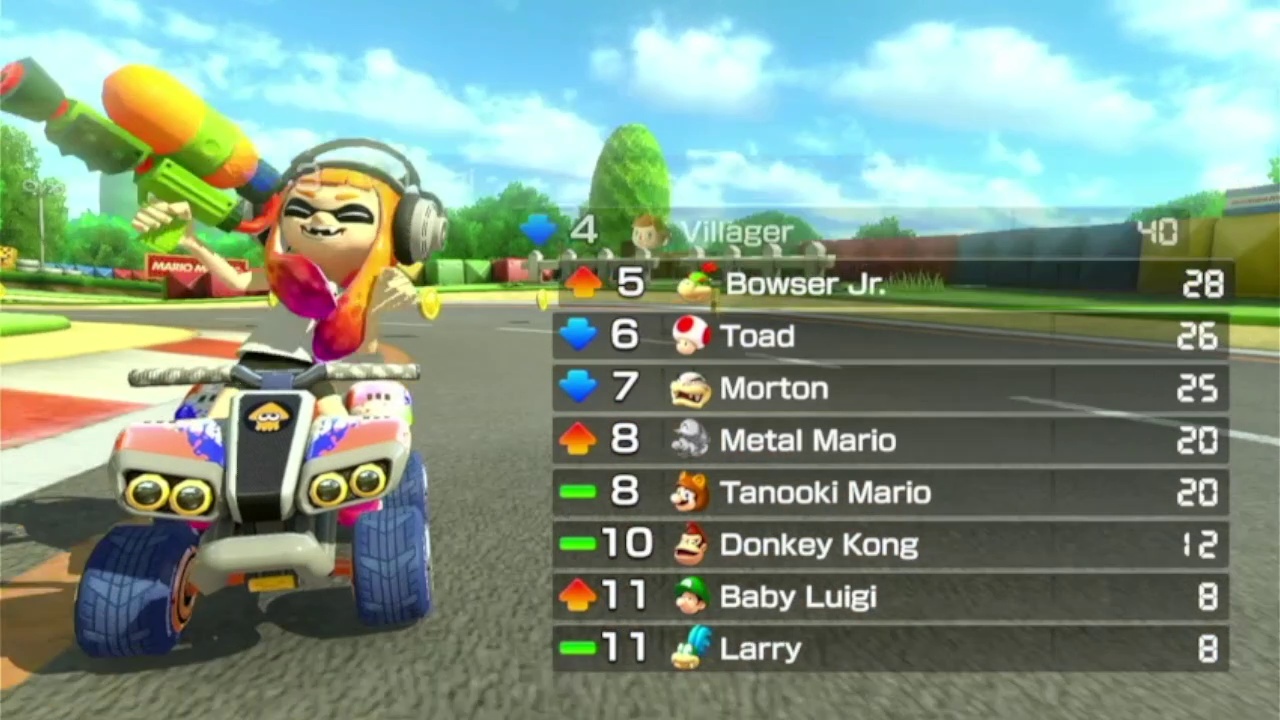 4 Villager 40
5 Bowser Jr. 28
6 Toad 26
7 Morton 25
8 Metal Mario 20
8 Tanooki Mario 20
10 Donkey Kong 12
11 Baby Luigi 8
11 Larry 8
MARIO